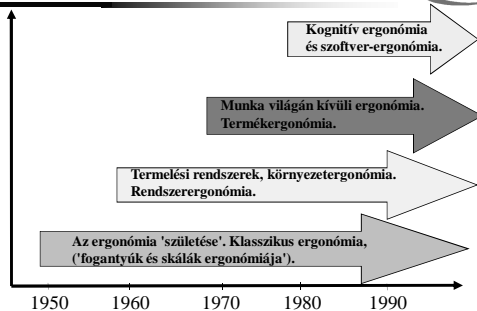 Kognitív ergonómia
és szoftver-ergonómia.
Munka világán kívüli ergonómia.
Termékergonómia.
Termelési rendszerek, környezetergonómia.
Rendszerergonómia.
Az ergonómia 'születése'. Klasszikus ergonómia,
('fogantyúk és skálák ergonómiája').
1950 1960 1970 1980 1990